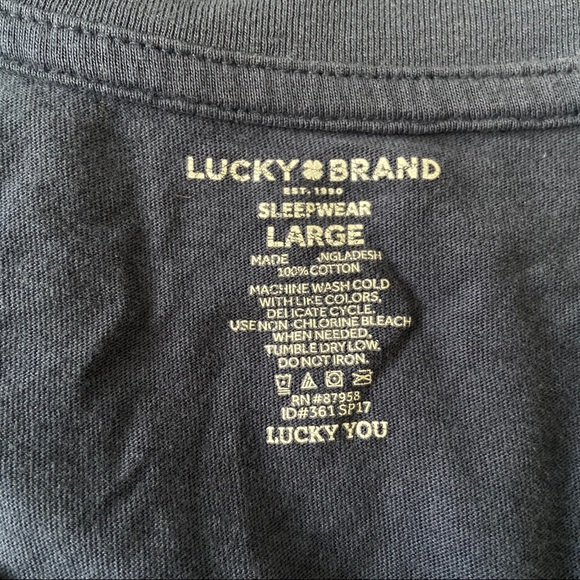 LUCKY BRAND
EST. 1990
SLEEPWEAR
LARGE
MADE NGLADESH
100% COTTON
MACHINE WASH COLD
WITH LIKE COLORS,
DELICATE CYCLE.
USE NON-CHLORINE BLEACH
WHEN NEEDED.
TUMBLE DRY LOW.
DO NOT IRON.
RN #87958
ID#361 SP17
LUCKY YOU